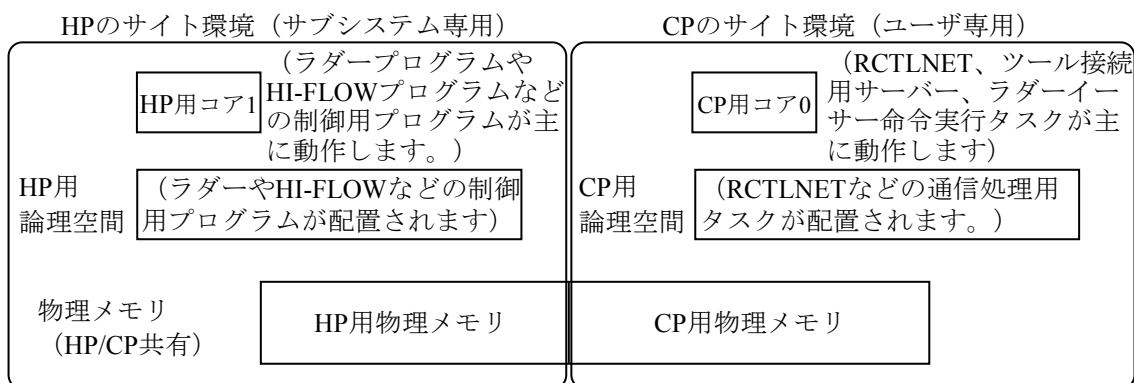 HPのサイト環境（サブシステム専用）
CPのサイト環境（ユーザ専用）
HP用コア1
（ラダープログラムや
HI-FLOWプログラムなど
の制御用プログラムが主
に動作します。）
CP用コア0
（RCTLNET、ツール接続
用サーバー、ラダーイー
サー命令実行タスクが主
に動作します）
HP用
論理空間
（ラダーやHI-FLOWなどの制御
用プログラムが配置されます）
CP用
論理空間
（RCTLNETなどの通信処理用
タスクが配置されます。）
物理メモリ
（HP/CP共有）
HP用物理メモリ
CP用物理メモリ